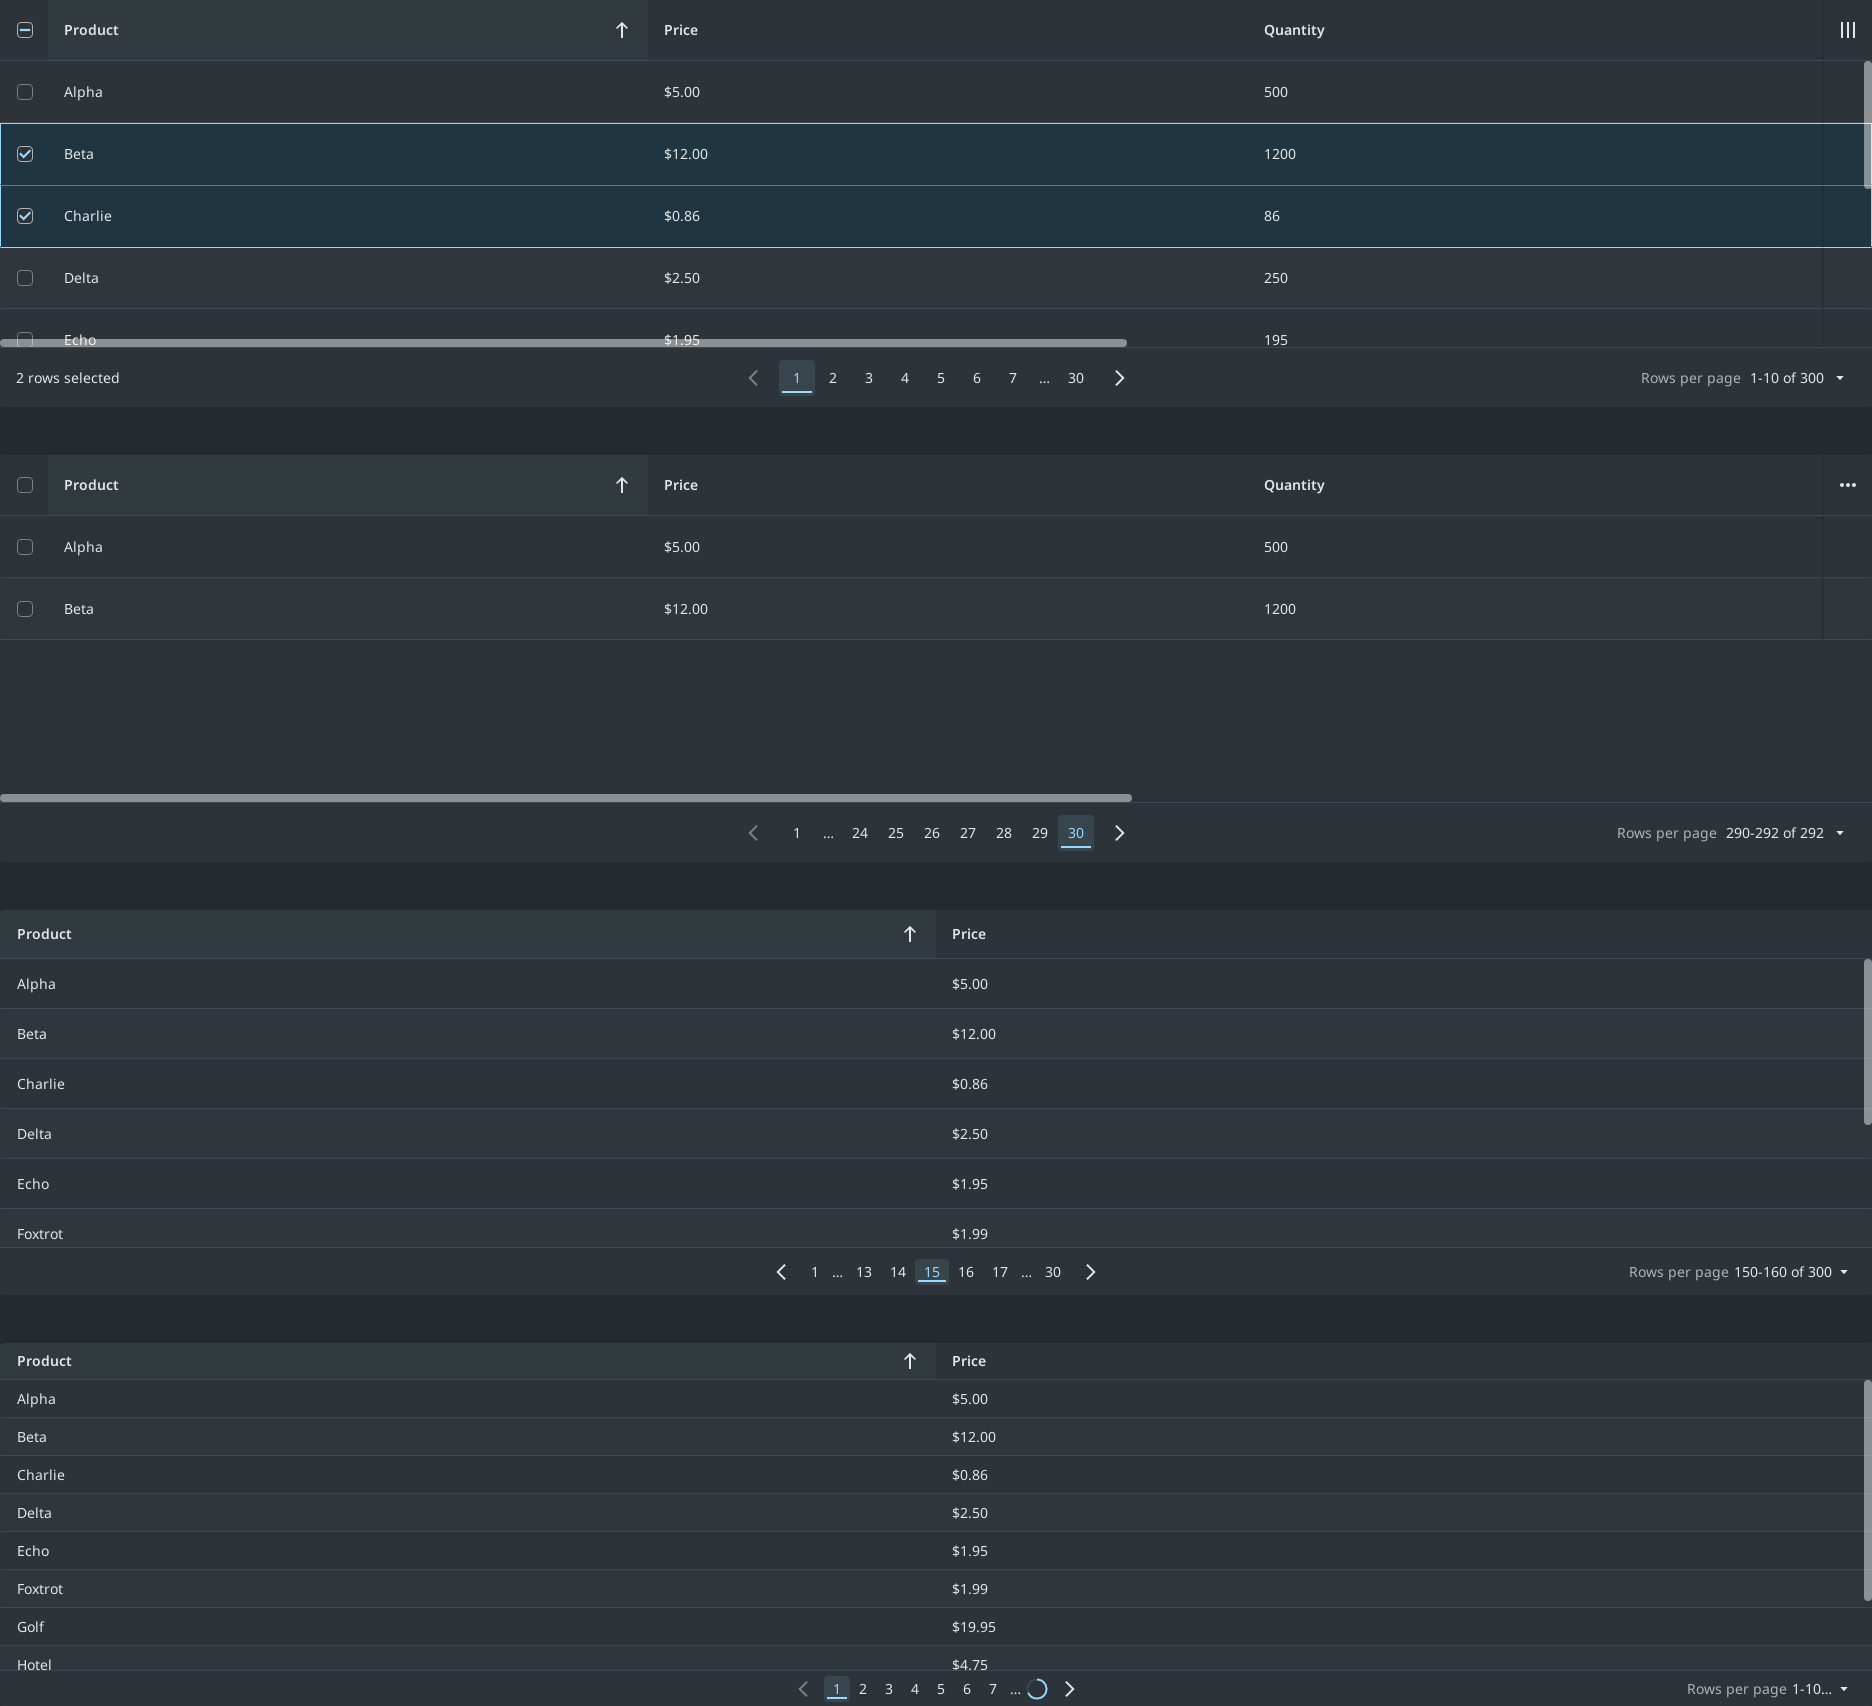 Product Price Quantity
Alpha $5.00 500
Beta $12.00 1200
Charlie $0.86 86
Delta $2.50 250
Echo $1.95 195
2 rows selected 1 2 3 4 5 6 7 ... 30 Rows per page 1-10 of 300
Product Price Quantity
Alpha $5.00 500
Beta $12.00 1200
1 ... 24 25 26 27 28 29 30 Rows per page 290-292 of 292
Product Price
Alpha $5.00
Beta $12.00
Charlie $0.86
Delta $2.50
Echo $1.95
Foxtrot $1.99
1 ... 13 14 15 16 17 ... 30 Rows per page 150-160 of 300
Product Price
Alpha $5.00
Beta $12.00
Charlie $0.86
Delta $2.50
Echo $1.95
Foxtrot $1.99
Golf $19.95
Hotel $4.75
1 2 3 4 5 6 7 ... Rows per page 1-10...